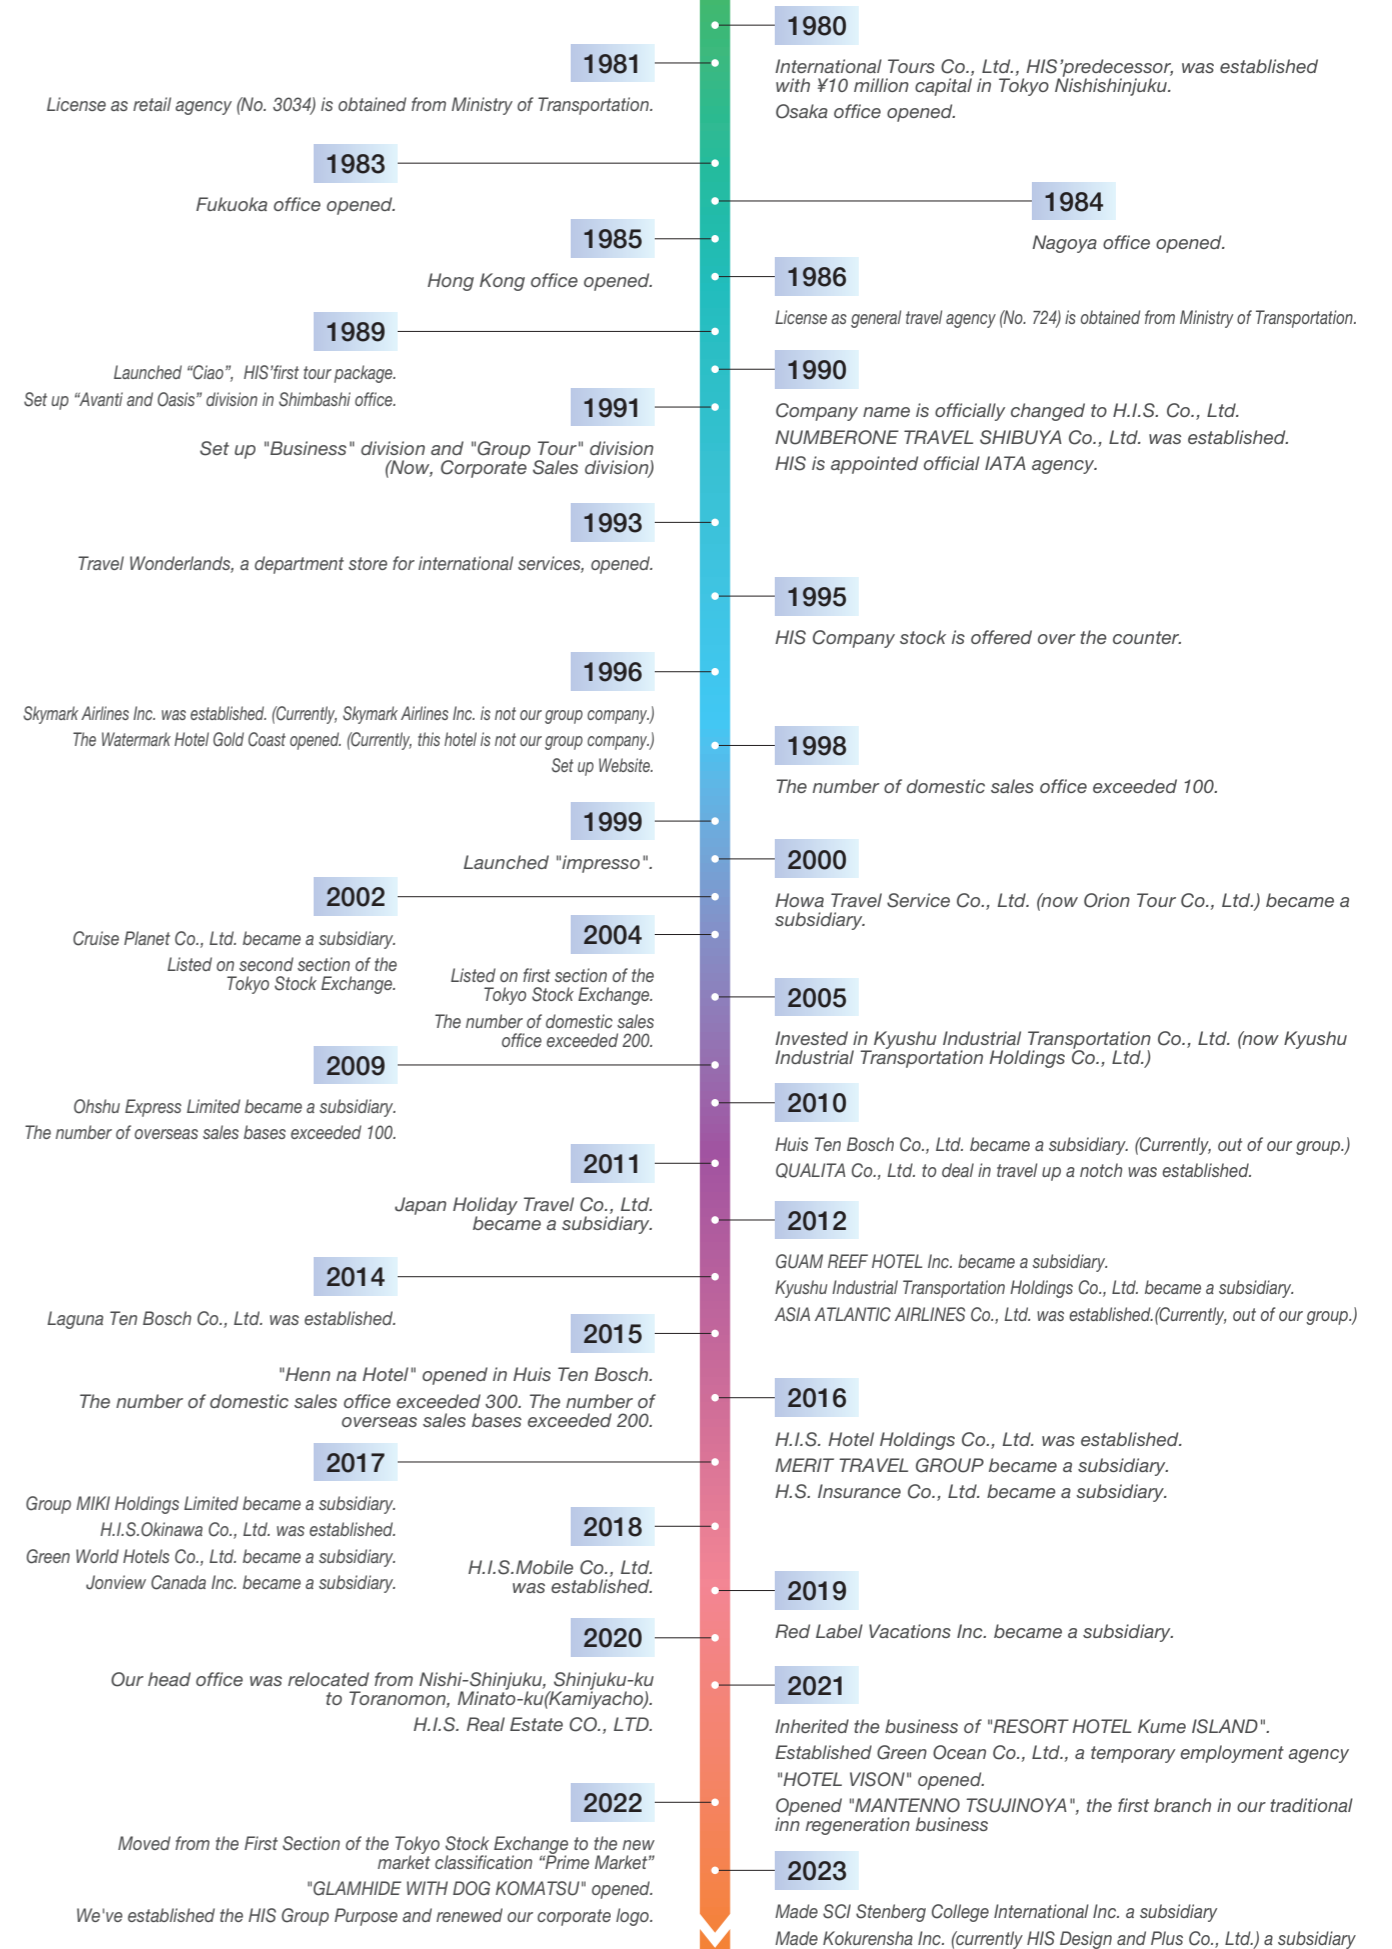 1980
International Tours Co., Ltd., HIS'predecessor, was established
with ¥10 million capital in Tokyo Nishishinjuku.
Osaka office opened.
1981
License as retail agency (No. 3034) is obtained from Ministry of Transportation.
1983
Fukuoka office opened.
1984
Nagoya office opened.
1985
Hong Kong office opened.
1986
License as general travel agency (No. 724) is obtained from Ministry of Transportation.
1989
Launched “Ciao”, HIS'first tour package.
Set up “Avanti and Oasis” division in Shimbashi office.
1990
Company name is officially changed to H.I.S. Co., Ltd.
NUMBERONE TRAVEL SHIBUYA Co., Ltd. was established.
HIS is appointed official IATA agency.
1991
Set up "Business" division and "Group Tour" division
(Now, Corporate Sales division)
1993
Travel Wonderlands, a department store for international services, opened.
1995
HIS Company stock is offered over the counter.
1996
Skymark Airlines Inc. was established. (Currently, Skymark Airlines Inc. is not our group company.)
The Watermark Hotel Gold Coast opened. (Currently, this hotel is not our group company.)
Set up Website.
1998
The number of domestic sales office exceeded 100.
1999
Launched "impresso".
2000
Howa Travel Service Co., Ltd. (now Orion Tour Co., Ltd.) became a
subsidiary.
2002
Cruise Planet Co., Ltd. became a subsidiary.
Listed on second section of the
Tokyo Stock Exchange.
2004
Listed on first section of the
Tokyo Stock Exchange.
The number of domestic sales
office exceeded 200.
2005
Invested in Kyushu Industrial Transportation Co., Ltd. (now Kyushu
Industrial Transportation Holdings Co., Ltd.)
2009
Ohshu Express Limited became a subsidiary.
The number of overseas sales bases exceeded 100.
2010
Huis Ten Bosch Co., Ltd. became a subsidiary. (Currently, out of our group.)
QUALITA Co., Ltd. to deal in travel up a notch was established.
2011
Japan Holiday Travel Co., Ltd.
became a subsidiary.
2012
GUAM REEF HOTEL Inc. became a subsidiary.
Kyushu Industrial Transportation Holdings Co., Ltd. became a subsidiary.
ASIA ATLANTIC AIRLINES Co., Ltd. was established.(Currently, out of our group.)
2014
Laguna Ten Bosch Co., Ltd. was established.
2015
"Henn na Hotel" opened in Huis Ten Bosch.
The number of domestic sales office exceeded 300. The number of
overseas sales bases exceeded 200.
2016
H.I.S. Hotel Holdings Co., Ltd. was established.
MERIT TRAVEL GROUP became a subsidiary.
H.S. Insurance Co., Ltd. became a subsidiary.
2017
Group MIKI Holdings Limited became a subsidiary.
H.I.S.Okinawa Co., Ltd. was established.
Green World Hotels Co., Ltd. became a subsidiary.
Jonview Canada Inc. became a subsidiary.
2018
H.I.S.Mobile Co., Ltd.
was established.
2019
Red Label Vacations Inc. became a subsidiary.
2020
Our head office was relocated from Nishi-Shinjuku, Shinjuku-ku
to Toranomon, Minato-ku(Kamiyacho).
H.I.S. Real Estate CO., LTD.
2021
Inherited the business of "RESORT HOTEL Kume ISLAND".
Established Green Ocean Co., Ltd., a temporary employment agency
"HOTEL VISON" opened.
Opened "MANTENNO TSUJINOYA", the first branch in our traditional
inn regeneration business
2022
Moved from the First Section of the Tokyo Stock Exchange to the new
market classification “Prime Market”
"GLAMHIDE WITH DOG KOMATSU" opened.
We've established the HIS Group Purpose and renewed our corporate logo.
2023
Made SCI Stenberg College International Inc. a subsidiary
Made Kokurensha Inc. (currently HIS Design and Plus Co., Ltd.) a subsidiary